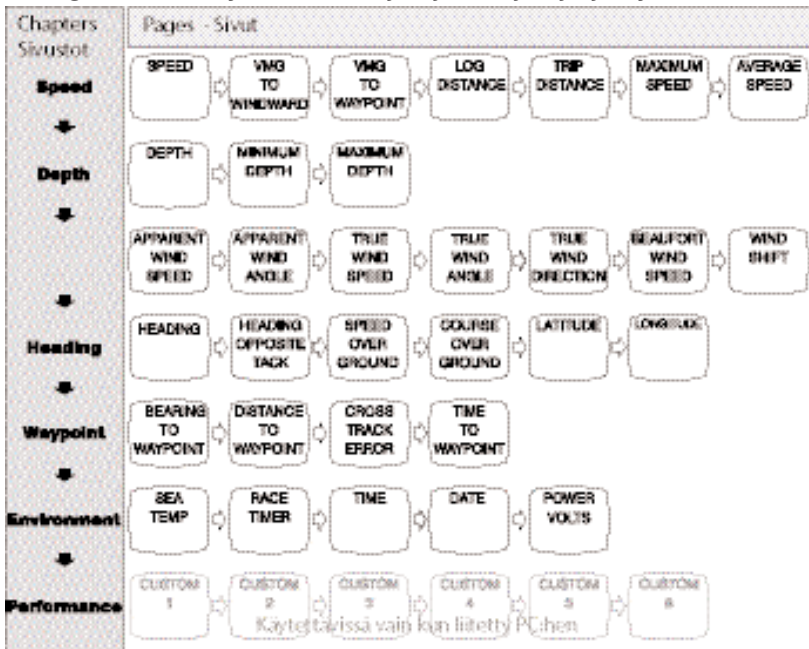 Chapters
Sivustot
Pages - Sivut
Speed
SPEED
VMG
TO
WINDWARD
VMG
TO
WAYPOINT
LOG
DISTANCE
TRIP
DISTANCE
MAXIMUM
SPEED
AVERAGE
SPEED
Depth
DEPTH
MINIMUM
DEPTH
MAXIMUM
DEPTH
APPARENT
WIND
SPEED
APPARENT
WIND
ANGLE
TRUE
WIND
SPEED
TRUE
WIND
ANGLE
TRUE
WIND
DIRECTION
BEAUFORT
WIND
SPEED
WIND
SHIFT
Heading
HEADING
HEADING
OPPOSITE
TACK
SPEED
OVER
GROUND
COURSE
OVER
GROUND
LATITUDE
LONGITUDE
Waypoint
BEARING
TO
WAYPOINT
DISTANCE
TO
WAYPOINT
CROSS
TRACK
ERROR
TIME
TO
WAYPOINT
Environment
SEA
TEMP
RACE
TIMER
TIME
DATE
POWER
VOLTS
Performance
CUSTOM
1
CUSTOM
2
CUSTOM
3
CUSTOM
4
CUSTOM
5
CUSTOM
6
Käytettävissä vain kun liitetty PC:hen